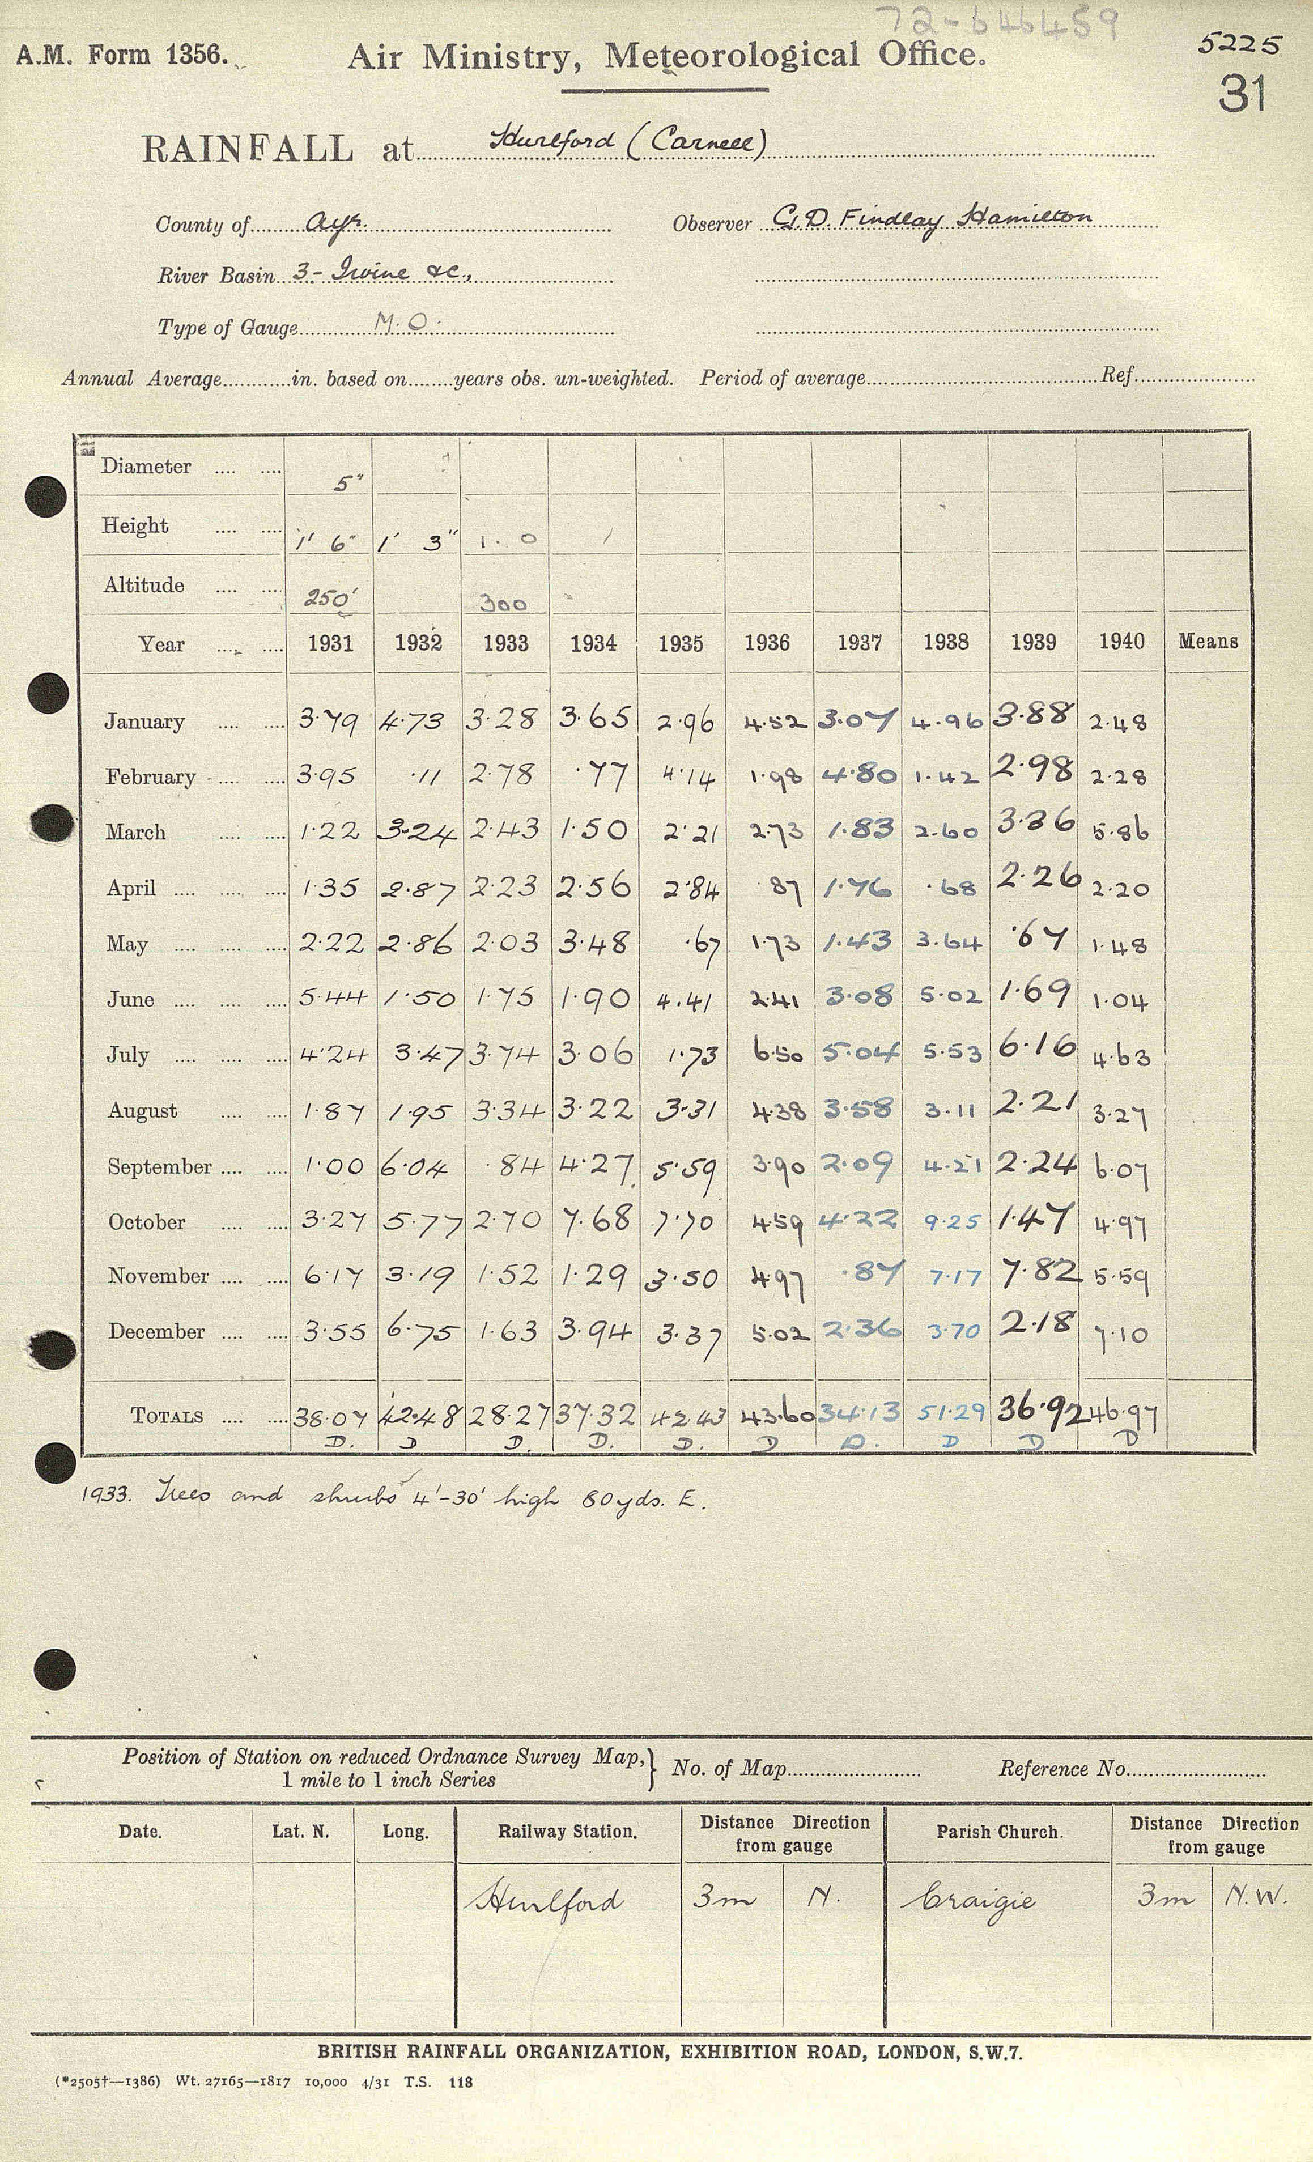 72-646459
A.M. Form 1356. Air Ministry, Meteorological Office. 5225
31
RAINFALL at Hurlford (Carnell)
County of Ayr. Observer G.D. Findlay Hamilton
River Basin 3- Irvine &c.,
Type of Gauge M.O.
Annual Average in. based on years obs. un-weighted. Period of average Ref.
Diameter 5"
Height 1' 6" 1' 3" 1. 0
Altitude 250' 300
Year 1931 1932 1933 1934 1935 1936 1937 1938 1939 1940 Means
January 3·79 4·73 3·28 3·65 2·96 4·52 3·07 4·96 3·88 2·48
February 3·95 ·11 2·78 ·77 4·14 1·98 4·80 1·42 2·98 2·28
March 1·22 3·24 2·43 1·50 2·21 2·73 1·83 2·60 3·36 5·86
April 1·35 2·87 2·23 2·56 2·84 ·87 1·76 ·68 2·26 2·20
May 2·22 2·86 2·03 3·48 ·67 1·73 1·43 3·64 ·67 1·48
June 5·44 1·50 1·75 1·90 4·41 2·41 3·08 5·02 1·69 1·04
July 4·24 3·47 3·74 3·06 1·73 6·50 5·04 5·53 6·16 4·63
August 1·87 1·95 3·34 3·22 3·31 4·38 3·58 3·11 2·21 3·27
September 1·00 6·04 ·84 4·27 5·59 3·90 2·09 4·21 2·24 6·07
October 3·27 5·77 2·70 7·68 7·70 4·59 4·22 9·25 1·47 4·97
November 6·17 3·19 1·52 1·29 3·50 4·97 ·87 7·17 7·82 5·59
December 3·55 6·75 1·63 3·94 3·37 5·02 2·36 3·70 2·18 7·10
TOTALS 38·07 42·48 28·27 37·32 42·43 43·60 34·13 51·29 36·92 46·97
D. D D. D. D. D D. D D D
1933. Trees and shrubs 4'-30' high 80yds. E.
Position of Station on reduced Ordnance Survey Map, 1 mile to 1 inch Series No. of Map Reference No.
Date. Lat. N. Long. Railway Station. Distance Direction from gauge Parish Church. Distance Direction from gauge
Hurlford 3m N. Craigie 3m N.W.
BRITISH RAINFALL ORGANIZATION, EXHIBITION ROAD, LONDON, S.W.7.
(*2505†—1386) Wt. 27165—1817 10,000 4/31 T.S. 118